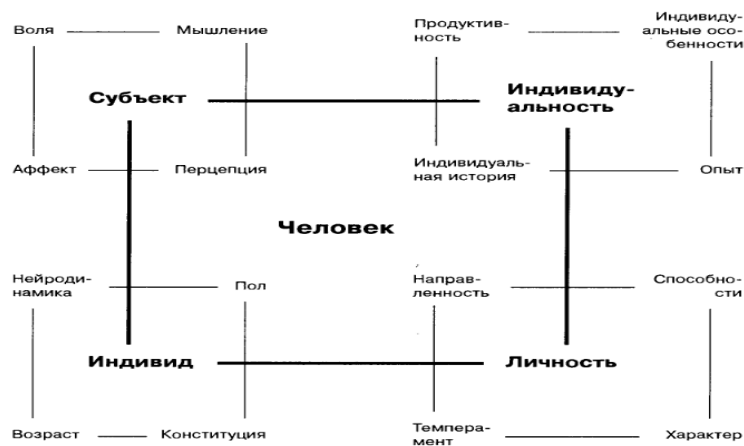 Воля
Мышление
Продуктив-
ность
Индивиду-
альные осо-
бенности
Субъект
Индивиду-
альность
Аффект
Перцепция
Индивидуаль-
ная история
Опыт
Человек
Нейроди-
намика
Пол
Направ-
ленность
Способно-
сти
Индивид
Личность
Возраст
Конституция
Темпера-
мент
Характер